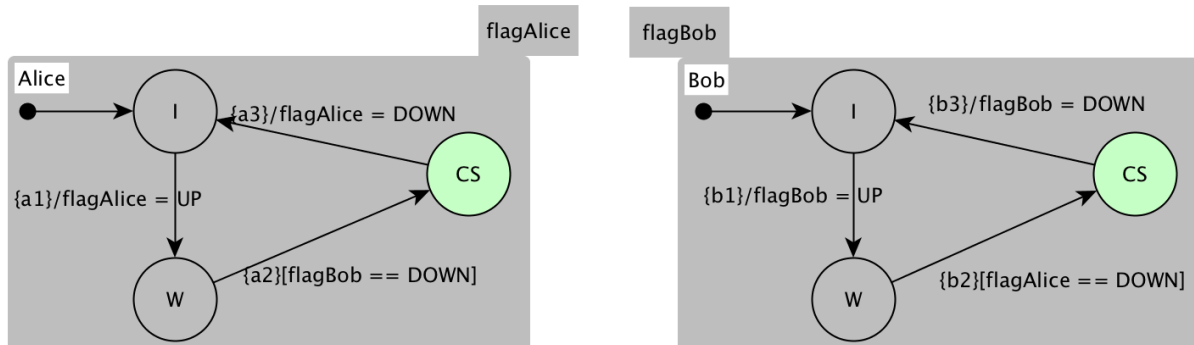 flagAlice
Alice
I
{a3}/flagAlice = DOWN
CS
{a1}/flagAlice = UP
{a2}[flagBob == DOWN]
W
flagBob
Bob
I
{b3}/flagBob = DOWN
CS
{b1}/flagBob = UP
{b2}[flagAlice == DOWN]
W